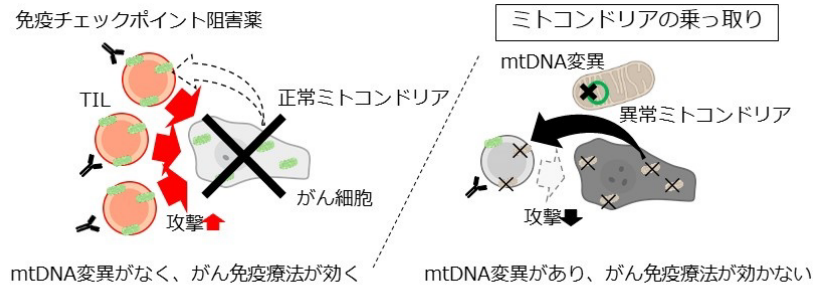 免疫チェックポイント阻害薬
TIL
正常ミトコンドリア
がん細胞
攻撃
mtDNA変異がなく、がん免疫療法が効く
ミトコンドリアの乗っ取り
mtDNA変異
異常ミトコンドリア
攻撃
mtDNA変異があり、がん免疫療法が効かない